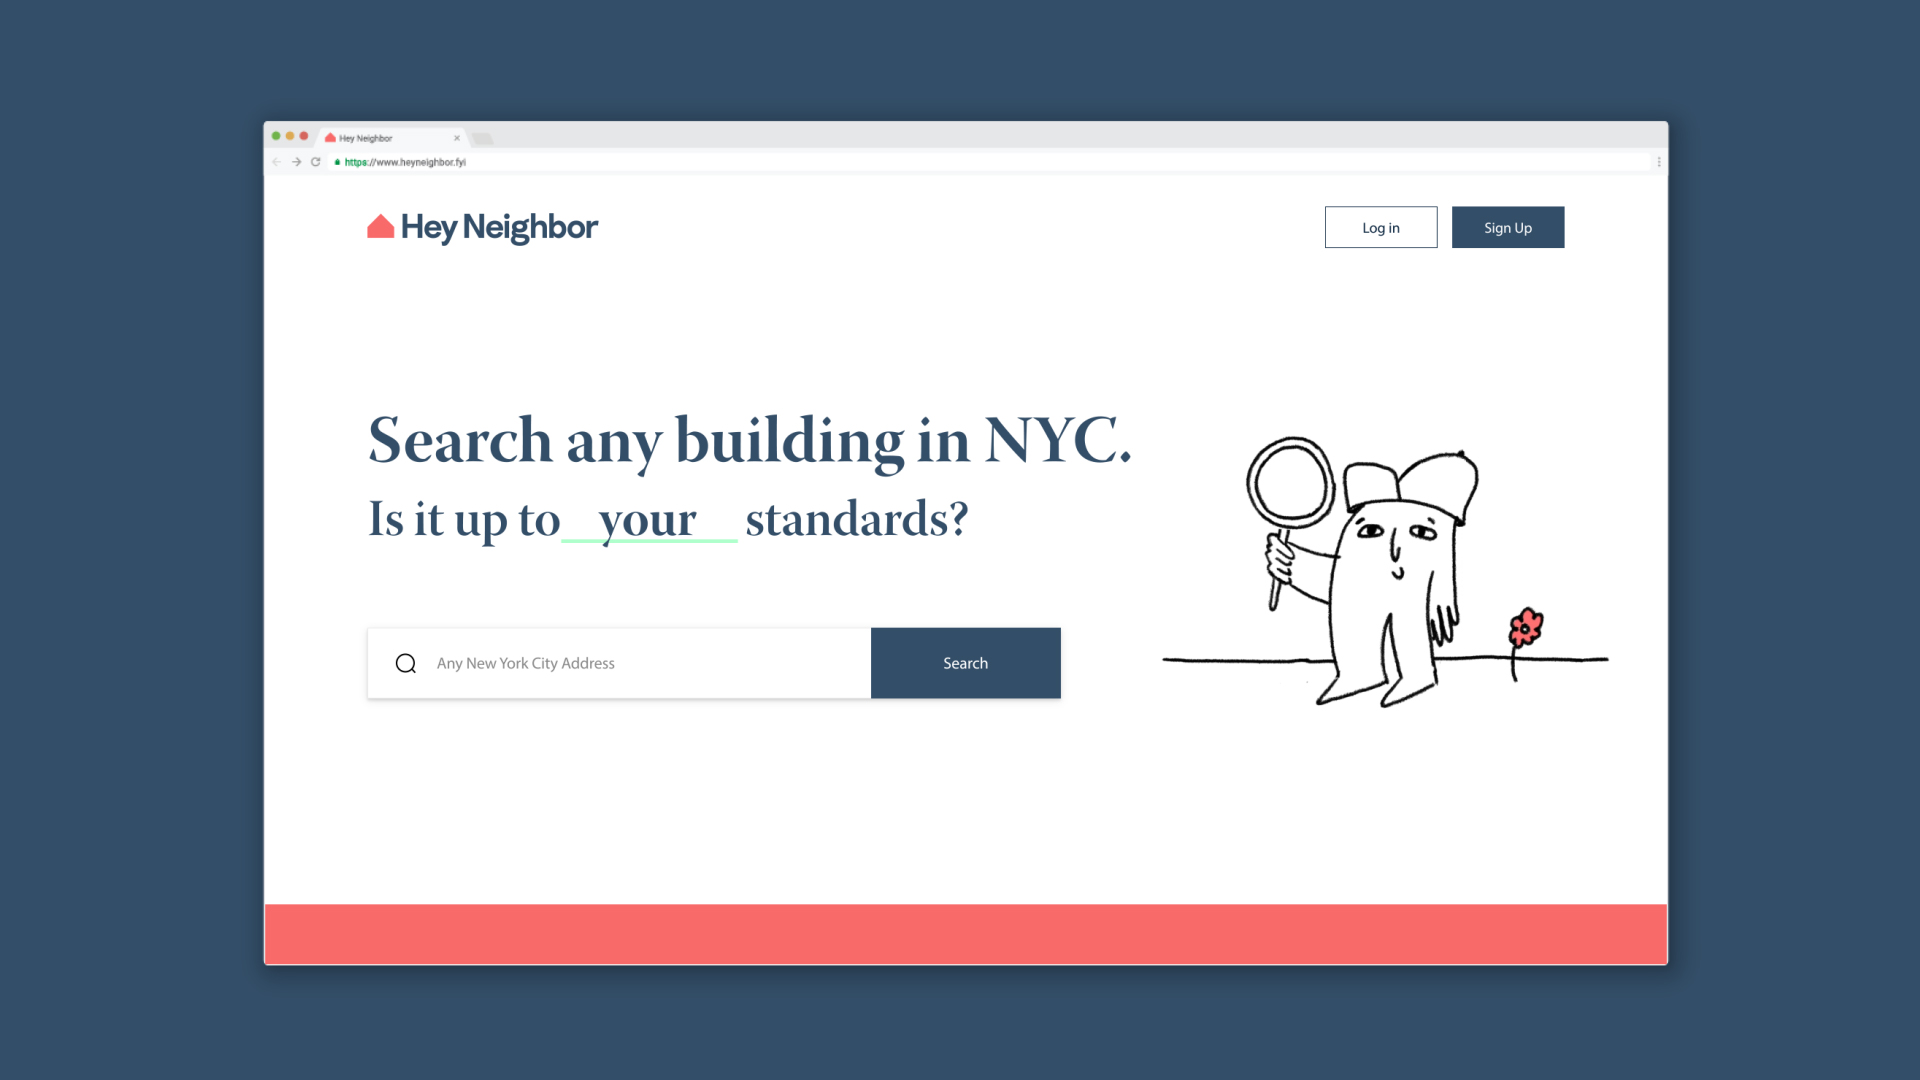 Hey Neighbor
https://www.heyneighbor.fyi
Hey Neighbor
Log in
Sign Up
Search any building in NYC.
Is it up to your standards?
Any New York City Address
Search